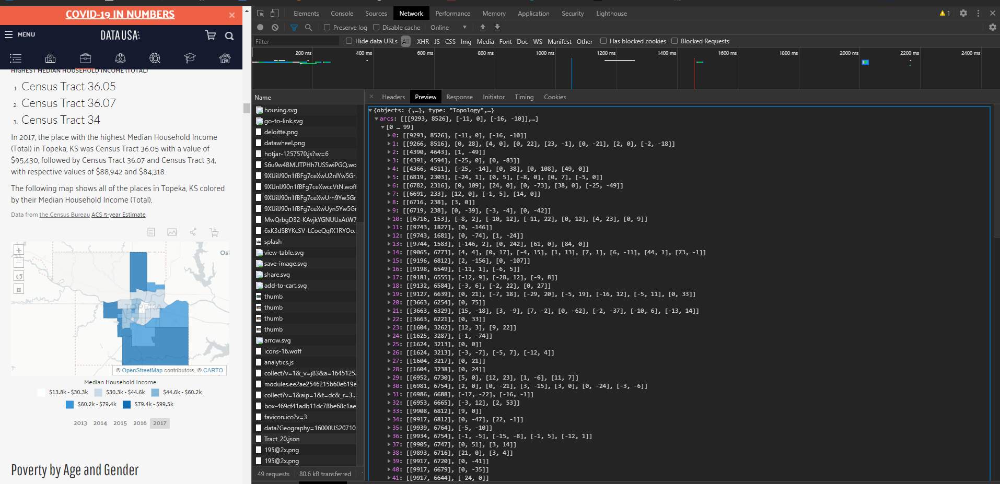 COVID-19 IN NUMBERS
×
MENU
DATAUSA:
HIGHEST MEDIAN HOUSEHOLD INCOME (TOTAL)
1. Census Tract 36.05
2. Census Tract 36.07
3. Census Tract 34
In 2017, the place with the highest Median Household Income
(Total) in Topeka, KS was Census Tract 36.05 with a value of
$95,430, followed by Census Tract 36.07 and Census Tract 34,
with respective values of $88,942 and $84,318.
The following map shows all of the places in Topeka, KS colored
by their Median Household Income (Total).
Data from the Census Bureau ACS 5-year Estimate.
Osl
TOPEKA
© OpenStreetMap contributors, © CARTO
Median Household Income
$13.8k - $30.3k $30.3k - $44.6k $44.6k - $60.2k
$60.2k - $79.4k $79.4k - $99.5k
2013 2014 2015 2016 2017
Poverty by Age and Gender
Elements Console Sources Network Performance Memory Application Security Lighthouse 1
Preserve log Disable cache Online
Filter Hide data URLs All XHR JS CSS Img Media Font Doc WS Manifest Other Has blocked cookies Blocked Requests
200 ms 400 ms 600 ms 800 ms 1000 ms 1200 ms 1400 ms 1600 ms 1800 ms 2000 ms 2200 ms 2400 ms
Name
housing.svg
go-to-link.svg
deloitte.png
datawheel.png
hotjar-1257570.js?sv=6
S6u9w4BMUTPHh7USSwiPGQ.wo
9XUilJ90n1fBFg7ceXwU2nlYw5Gr.
9XUnlJ90n1fBFg7ceXwccVtN.woff
9XUilJ90n1fBFg7ceXwUrn9Yw5Gr
9XUilJ90n1fBFg7ceXwUyn5Yw5Gr
MwQrbgD32-KAvjkYGNUUxAtW7
6xK3dSBYKcSV-LCoeQqfX1RYOo...
splash
view-table.svg
save-image.svg
share.svg
add-to-cart.svg
thumb
thumb
thumb
thumb
arrow.svg
icons-16.woff
analytics.js
collect?v=1&_v=j83&a=1645125.
modules.ee2ae2546215b60e619e
collect?v=1&aip=1&t=dc&_r=3...
box-469cf41adb11dc78be68c1ae
favicon.ico?v=3
data?Geography=16000US20710.
Tract_20.json
195@2x.png
195@2x.png
49 requests 80.6 kB transferred
× Headers Preview Response Initiator Timing Cookies
{objects: {,…}, type: "Topology",…}
arcs: [[[9293, 8526], [-11, 0], [-16, -10]],…]
[0 … 99]
0: [[9293, 8526], [-11, 0], [-16, -10]]
1: [[9266, 8516], [0, 28], [4, 0], [0, 22], [23, -1], [0, -21], [2, 0], [-2, -18]]
2: [[4390, 4643], [1, -49]]
3: [[4391, 4594], [-25, 0], [0, -83]]
4: [[4366, 4511], [-25, -14], [0, 38], [0, 108], [49, 0]]
5: [[6819, 2303], [-24, 1], [0, 5], [-8, 0], [0, 7], [-5, 0]]
6: [[6782, 2316], [0, 109], [24, 0], [0, -73], [38, 0], [-25, -49]]
7: [[6691, 233], [12, 0], [-1, 5], [14, 0]]
8: [[6716, 238], [3, 0]]
9: [[6719, 238], [0, -39], [-3, -4], [0, -42]]
10: [[6716, 153], [-8, 2], [-10, 12], [-11, 22], [0, 12], [4, 23], [0, 9]]
11: [[9743, 1827], [0, -146]]
12: [[9743, 1681], [0, -74], [1, -24]]
13: [[9744, 1583], [-146, 2], [0, 242], [61, 0], [84, 0]]
14: [[9065, 6773], [4, 4], [0, 17], [-4, 15], [1, 13], [7, 1], [6, -11], [44, 1], [73, -1]]
15: [[9196, 6812], [2, -156], [0, -107]]
16: [[9198, 6549], [-11, 1], [-6, 5]]
17: [[9181, 6555], [-12, 9], [-28, 12], [-9, 8]]
18: [[9132, 6584], [-3, 6], [-2, 22], [0, 27]]
19: [[9127, 6639], [0, 21], [-7, 18], [-29, 20], [-5, 19], [-16, 12], [-5, 11], [0, 33]]
20: [[3663, 6254], [0, 75]]
21: [[3663, 6329], [15, -18], [3, -9], [7, -2], [0, -62], [-2, -37], [-10, 6], [-13, 14]]
22: [[3663, 6221], [0, 33]]
23: [[1604, 3262], [12, 3], [9, 22]]
24: [[1625, 3287], [-1, -74]]
25: [[1624, 3213], [0, 0]]
26: [[1624, 3213], [-3, -7], [-5, 7], [-12, 4]]
27: [[1604, 3217], [0, 21]]
28: [[1604, 3238], [0, 24]]
29: [[6952, 6730], [5, 0], [12, 23], [1, -6], [11, 7]]
30: [[6981, 6754], [2, 0], [0, -21], [3, -15], [3, 0], [0, -24], [-3, -6]]
31: [[6986, 6688], [-17, -22], [-16, -1]]
32: [[6953, 6665], [-3, 12], [2, 53]]
33: [[9908, 6812], [9, 0]]
34: [[9917, 6812], [0, -47], [22, -1]]
35: [[9939, 6764], [-5, -10]]
36: [[9934, 6754], [-1, -5], [-15, -8], [-1, 5], [-12, 1]]
37: [[9905, 6747], [0, 51], [3, 14]]
38: [[9893, 6716], [21, 0], [3, 4]]
39: [[9917, 6720], [0, -41]]
40: [[9917, 6679], [0, -35]]
41: [[9917, 6644], [-24, 0]]